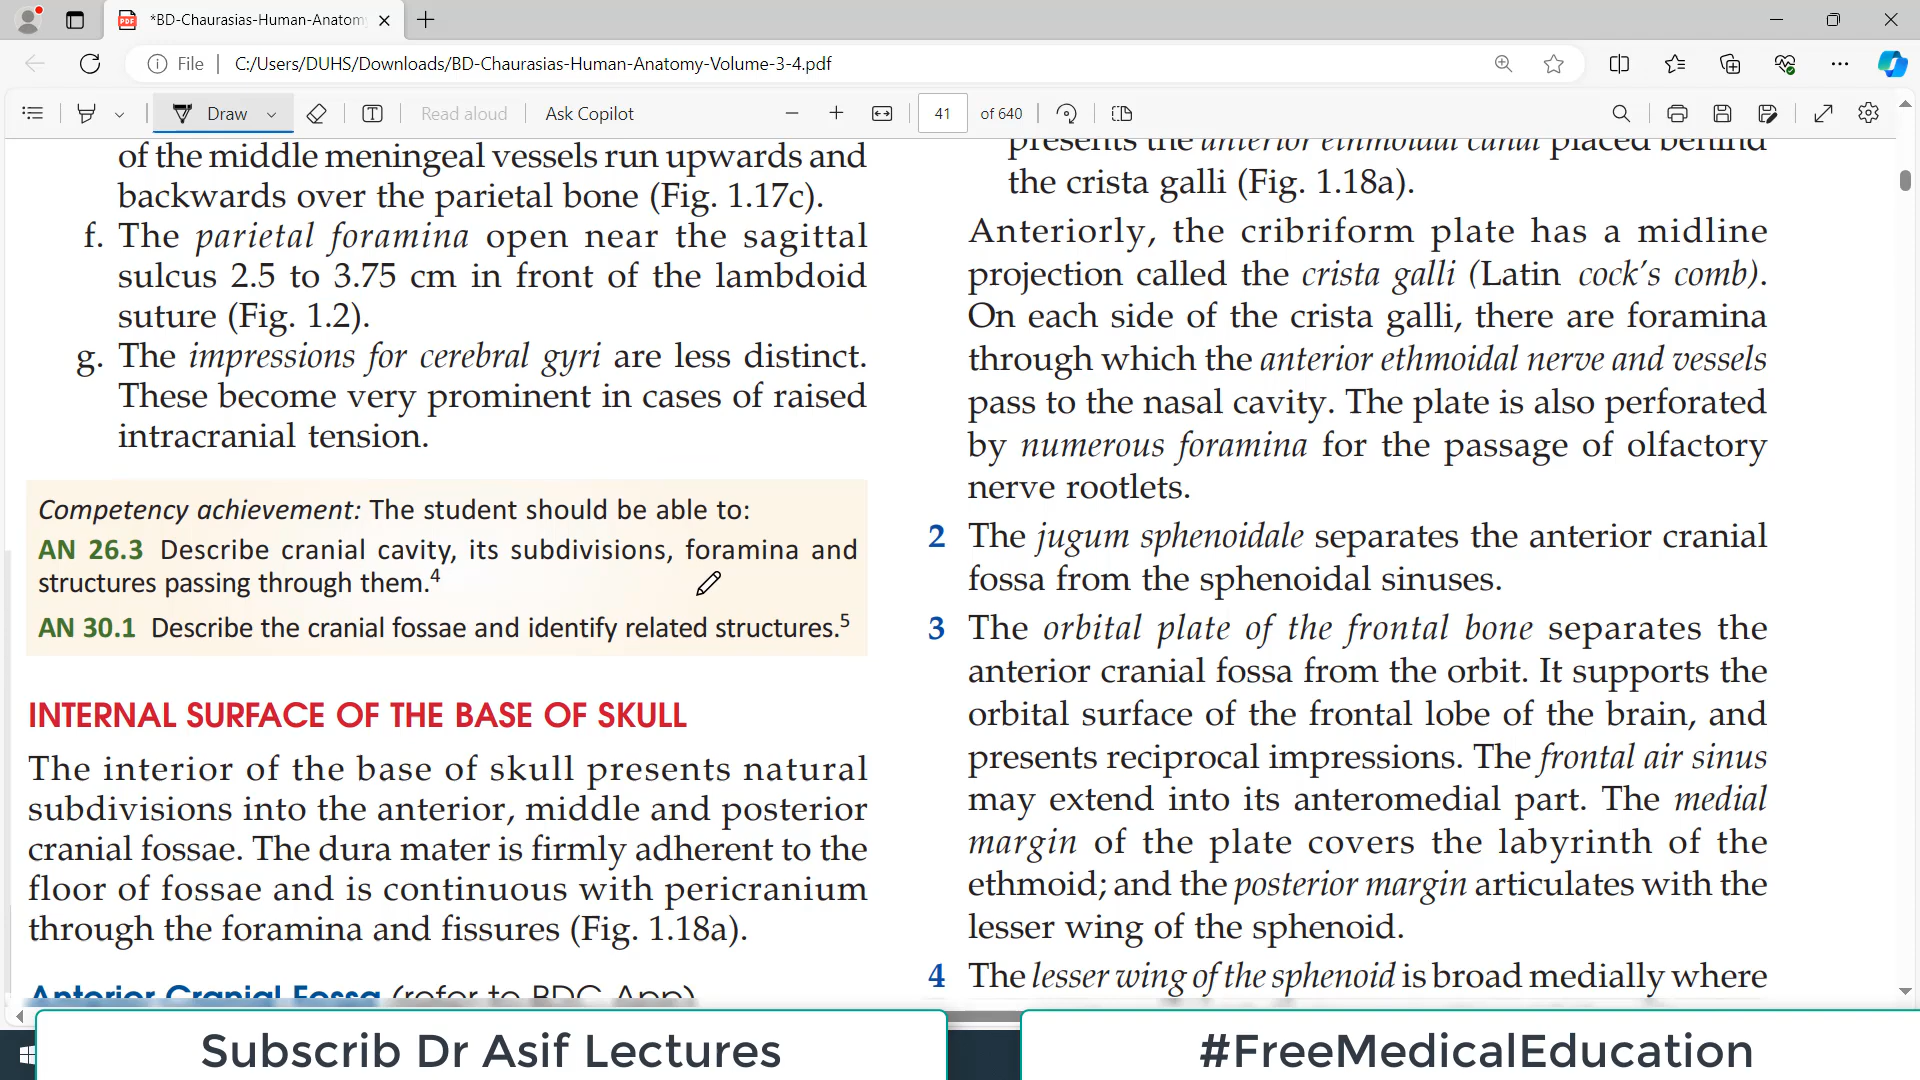 *BD-Chaurasias-Human-Anatom
File
C:/Users/DUHS/Downloads/BD-Chaurasias-Human-Anatomy-Volume-3-4.pdf
Draw
Read aloud
Ask Copilot
41
of 640
of the middle meningeal vessels run upwards and
backwards over the parietal bone (Fig. 1.17c).
f. The parietal foramina open near the sagittal
sulcus 2.5 to 3.75 cm in front of the lambdoid
suture (Fig. 1.2).
g. The impressions for cerebral gyri are less distinct.
These become very prominent in cases of raised
intracranial tension.
Competency achievement: The student should be able to:
AN 26.3 Describe cranial cavity, its subdivisions, foramina and
structures passing through them.⁴
AN 30.1 Describe the cranial fossae and identify related structures.⁵
INTERNAL SURFACE OF THE BASE OF SKULL
The interior of the base of skull presents natural
subdivisions into the anterior, middle and posterior
cranial fossae. The dura mater is firmly adherent to the
floor of fossae and is continuous with pericranium
through the foramina and fissures (Fig. 1.18a).
Anterior Cranial Fossa (refer to BDC App)
presents the anterior ethmoidal canal placed behind
the crista galli (Fig. 1.18a).
Anteriorly, the cribriform plate has a midline
projection called the crista galli (Latin cock's comb).
On each side of the crista galli, there are foramina
through which the anterior ethmoidal nerve and vessels
pass to the nasal cavity. The plate is also perforated
by numerous foramina for the passage of olfactory
nerve rootlets.
2 The jugum sphenoidale separates the anterior cranial
fossa from the sphenoidal sinuses.
3 The orbital plate of the frontal bone separates the
anterior cranial fossa from the orbit. It supports the
orbital surface of the frontal lobe of the brain, and
presents reciprocal impressions. The frontal air sinus
may extend into its anteromedial part. The medial
margin of the plate covers the labyrinth of the
ethmoid; and the posterior margin articulates with the
lesser wing of the sphenoid.
4 The lesser wing of the sphenoid is broad medially where
Subscrib Dr Asif Lectures
#FreeMedicalEducation